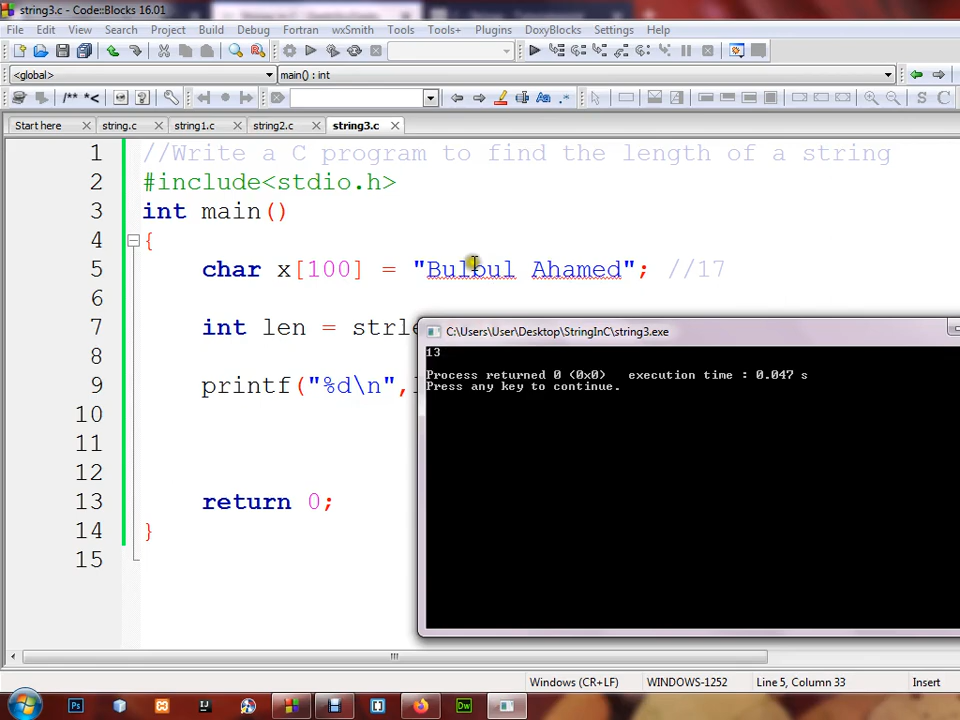 string3.c - Code::Blocks 16.01
File Edit View Search Project Build Debug Fortran wxSmith Tools Tools+ Plugins DoxyBlocks Settings Help
<global> main() : int
/** *<
Start here string.c string1.c string2.c string3.c
1 //Write a C program to find the length of a string
2 #include<stdio.h>
3 int main()
4 {
5 char x[100] = "Bulbul Ahamed"; //17
6
7 int len = strle
8
9 printf("%d\n",
10
11
12
13 return 0;
14 }
15
C:\Users\User\Desktop\StringInC\string3.exe
13
Process returned 0 (0x0) execution time : 0.047 s
Press any key to continue.
Windows (CR+LF) WINDOWS-1252 Line 5, Column 33 Insert
Ps Dw